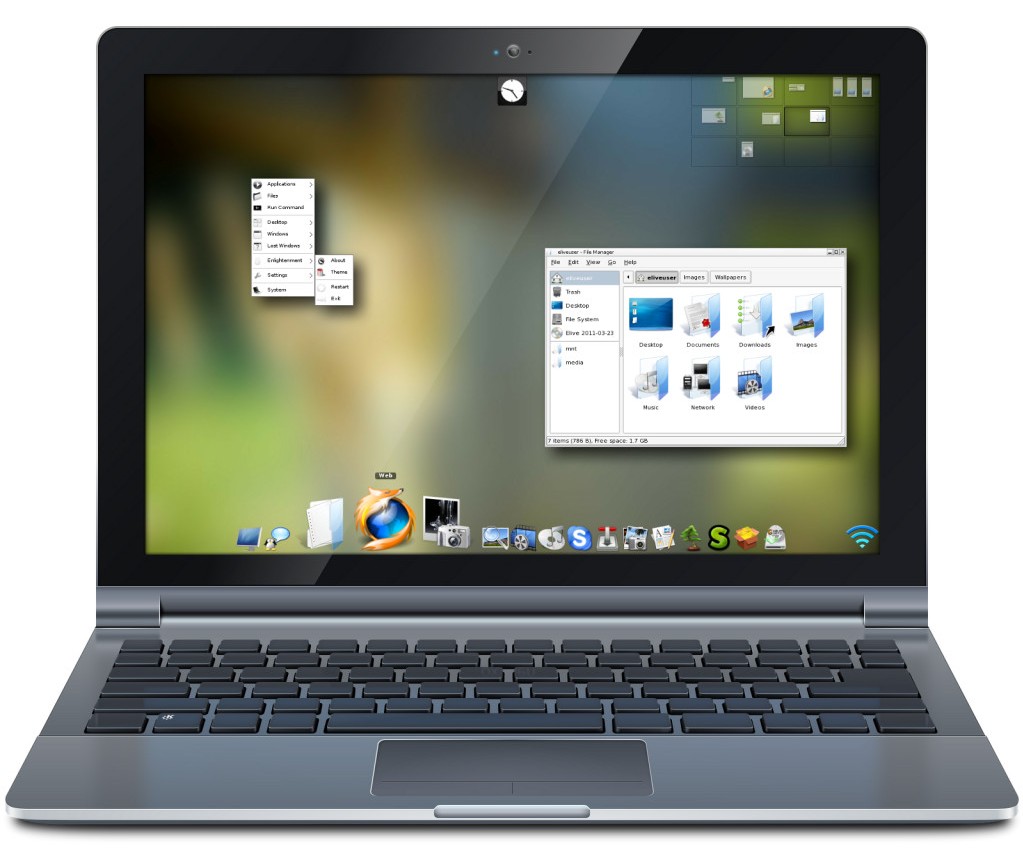 Applications
Files
Run Command
Desktop
Windows
Lost Windows
Enlightenment
Settings
System
About
Theme
Restart
Exit
eliveuser - File Manager
File Edit View Go Help
eliveuser
Trash
Desktop
File System
Elive 2011-03-23
mnt
media
eliveuser Images Wallpapers
Desktop Documents Downloads Images
Music Network Videos
7 items (786 B), Free space: 1.7 GB
Web
S
S